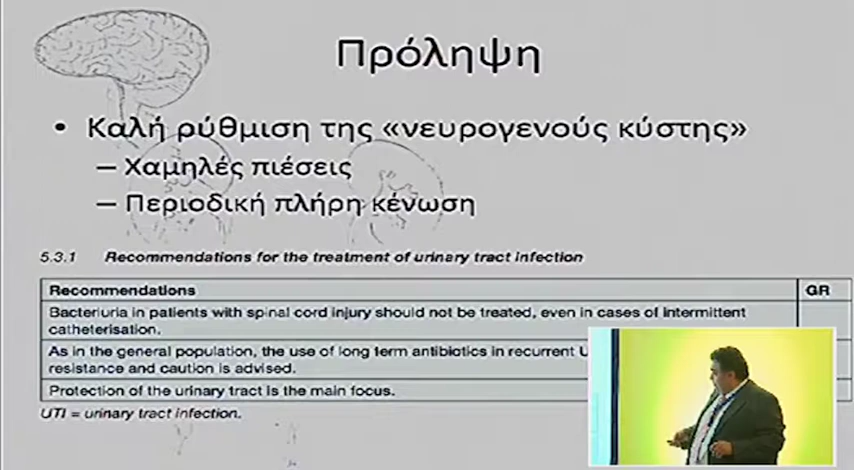 Πρόληψη
• Καλή ρύθμιση της «νευρογενούς κύστης»
– Χαμηλές πιέσεις
– Περιοδική πλήρη κένωση
5.3.1 Recommendations for the treatment of urinary tract infection
Recommendations GR
Bacteriuria in patients with spinal cord injury should not be treated, even in cases of intermittent
catheterisation.
As in the general population, the use of long term antibiotics in recurrent
resistance and caution is advised.
Protection of the urinary tract is the main focus.
UTI = urinary tract infection.